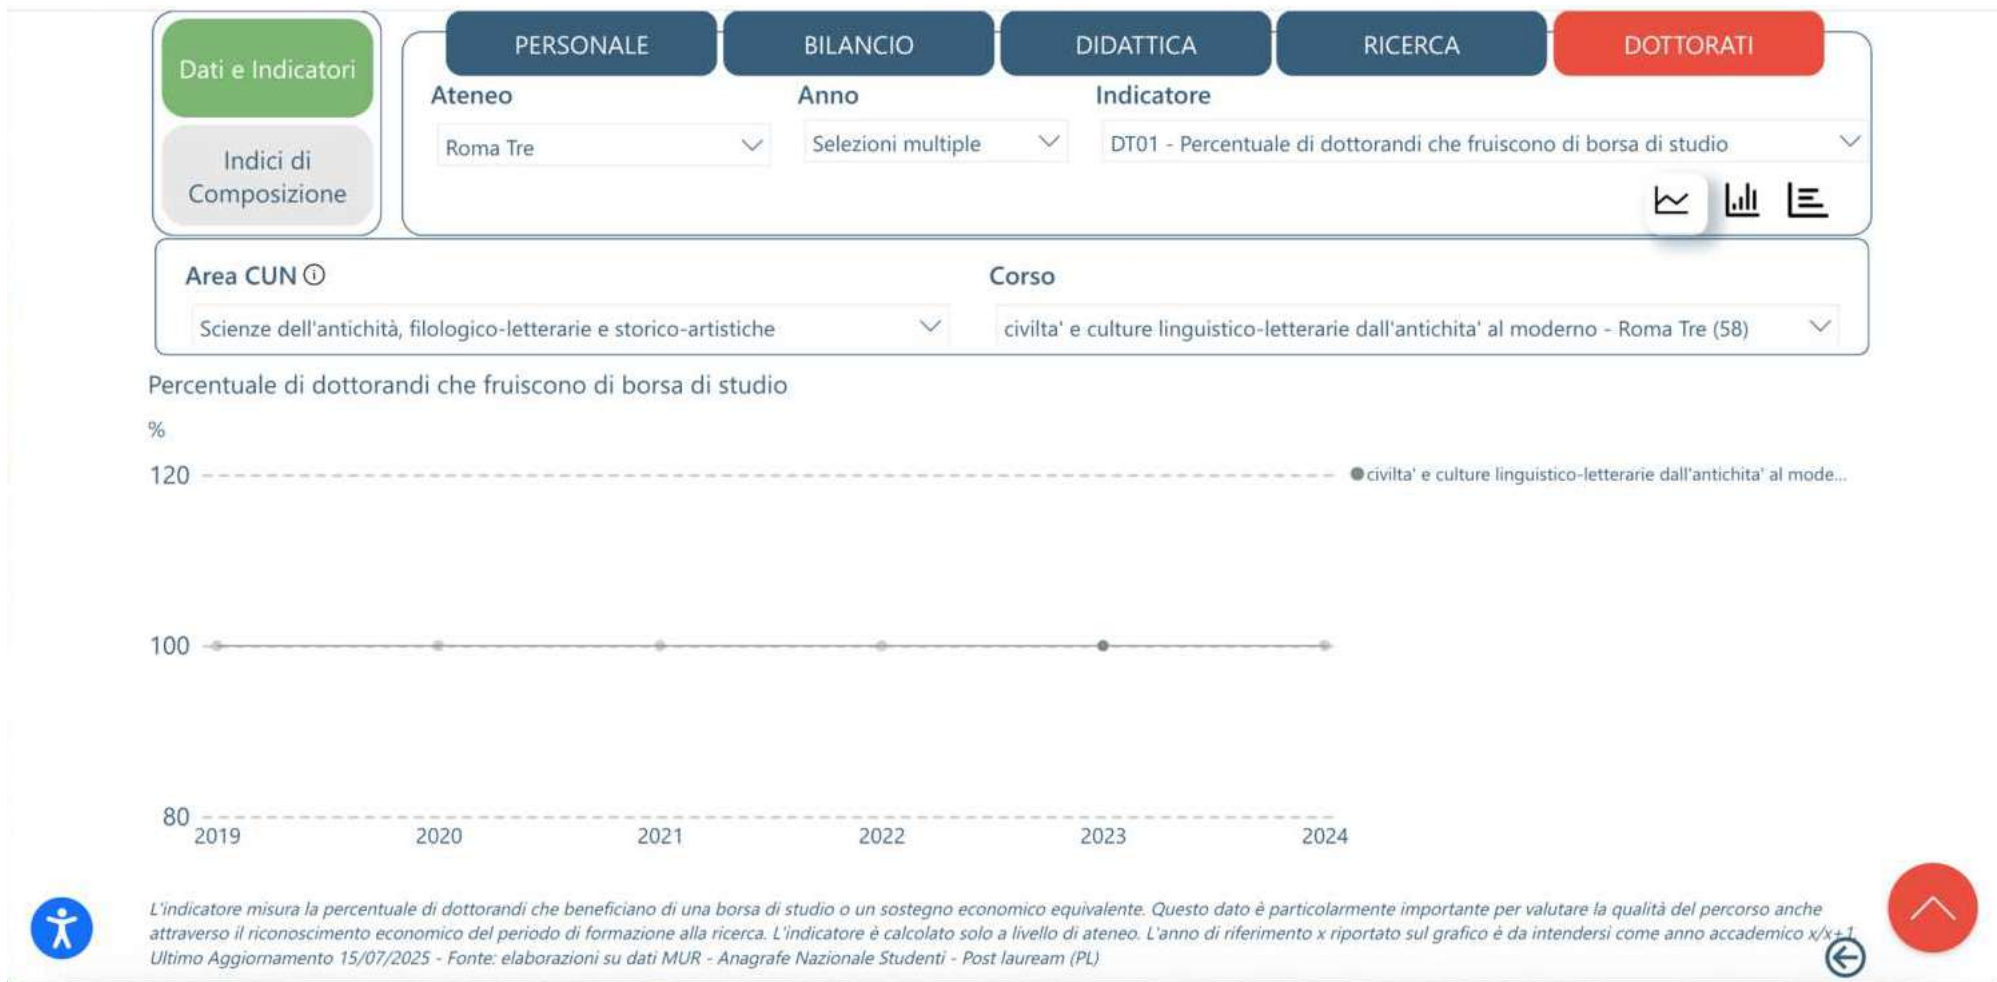 Dati e Indicatori
Indici di
Composizione
PERSONALE
BILANCIO
DIDATTICA
RICERCA
DOTTORATI
Ateneo
Anno
Indicatore
Roma Tre
Selezioni multiple
DT01 - Percentuale di dottorandi che fruiscono di borsa di studio
Area CUN
Corso
Scienze dell'antichità, filologico-letterarie e storico-artistiche
civilta' e culture linguistico-letterarie dall'antichita' al moderno - Roma Tre (58)
Percentuale di dottorandi che fruiscono di borsa di studio
%
120
civilta' e culture linguistico-letterarie dall'antichita' al mode...
100
80
2019
2020
2021
2022
2023
2024
L'indicatore misura la percentuale di dottorandi che beneficiano di una borsa di studio o un sostegno economico equivalente. Questo dato è particolarmente importante per valutare la qualità del percorso anche
attraverso il riconoscimento economico del periodo di formazione alla ricerca. L'indicatore è calcolato solo a livello di ateneo. L'anno di riferimento x riportato sul grafico è da intendersi come anno accademico x/x+1
Ultimo Aggiornamento 15/07/2025 - Fonte: elaborazioni su dati MUR - Anagrafe Nazionale Studenti - Post lauream (PL)